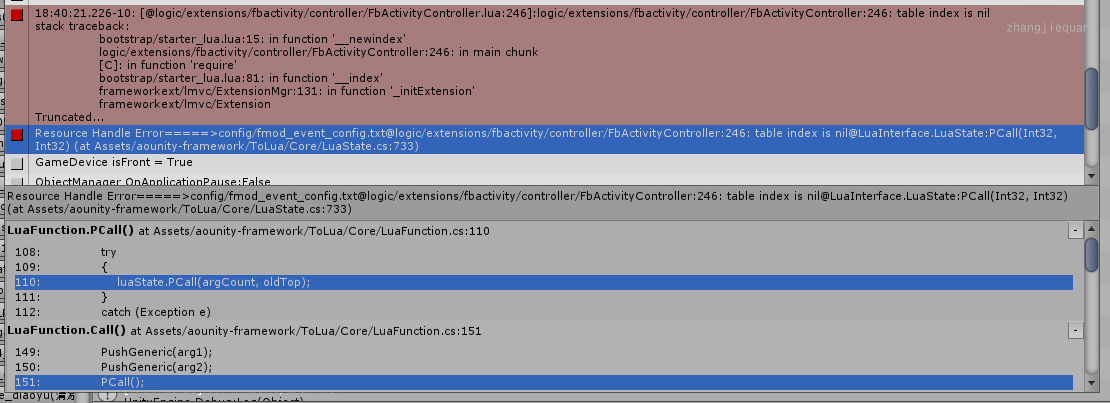 18:40:21.226-10: [@logic/extensions/fbactivity/controller/FbActivityController.lua:246]:logic/extensions/fbactivity/controller/FbActivityController:246: table index is nil
stack traceback:
zhangjiequan
bootstrap/starter_lua.lua:15: in function '__newindex'
logic/extensions/fbactivity/controller/FbActivityController:246: in main chunk
[C]: in function 'require'
bootstrap/starter_lua.lua:81: in function '__index'
frameworkext/lmvc/ExtensionMgr:131: in function '_initExtension'
frameworkext/lmvc/Extension
Truncated...
Resource Handle Error=====>config/fmod_event_config.txt@logic/extensions/fbactivity/controller/FbActivityController:246: table index is nil@LuaInterface.LuaState:PCall(Int32,
Int32) (at Assets/aounity-framework/ToLua/Core/LuaState.cs:733)
GameDevice isFront = True
ObjectManager OnApplicationPause:False
Resource Handle Error=====>config/fmod_event_config.txt@logic/extensions/fbactivity/controller/FbActivityController:246: table index is nil@LuaInterface.LuaState:PCall(Int32, Int32)
(at Assets/aounity-framework/ToLua/Core/LuaState.cs:733)
LuaFunction.PCall() at Assets/aounity-framework/ToLua/Core/LuaFunction.cs:110
108: try
109: {
110: luaState.PCall(argCount, oldTop);
111: }
112: catch (Exception e)
LuaFunction.Call() at Assets/aounity-framework/ToLua/Core/LuaFunction.cs:151
149: PushGeneric(arg1);
150: PushGeneric(arg2);
151: PCall();
UnityEngine.Debug:Log(Object)